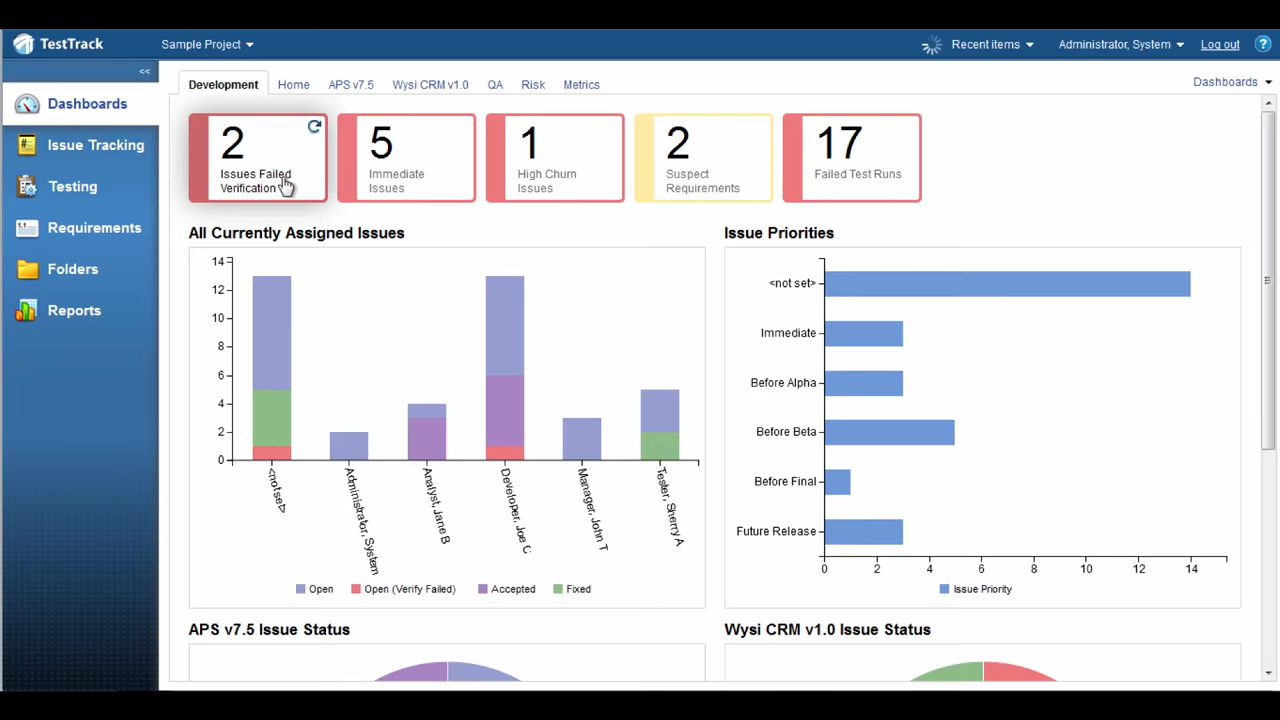 TestTrack
Sample Project
Recent items
Administrator, System
Log out
?
<<
Dashboards
Issue Tracking
Testing
Requirements
Folders
Reports
Development
Home
APS v7.5
Wysi CRM v1.0
QA
Risk
Metrics
Dashboards
2
Issues Failed
Verification
5
Immediate
Issues
1
High Churn
Issues
2
Suspect
Requirements
17
Failed Test Runs
All Currently Assigned Issues
14
12
10
8
6
4
2
0
<not set>
Administrator, System
Analyst, Jane B
Developer, Joe C
Manager, John T
Tester, Sherry A
Open
Open (Verify Failed)
Accepted
Fixed
Issue Priorities
<not set>
Immediate
Before Alpha
Before Beta
Before Final
Future Release
0 2 4 6 8 10 12 14
Issue Priority
APS v7.5 Issue Status
Wysi CRM v1.0 Issue Status